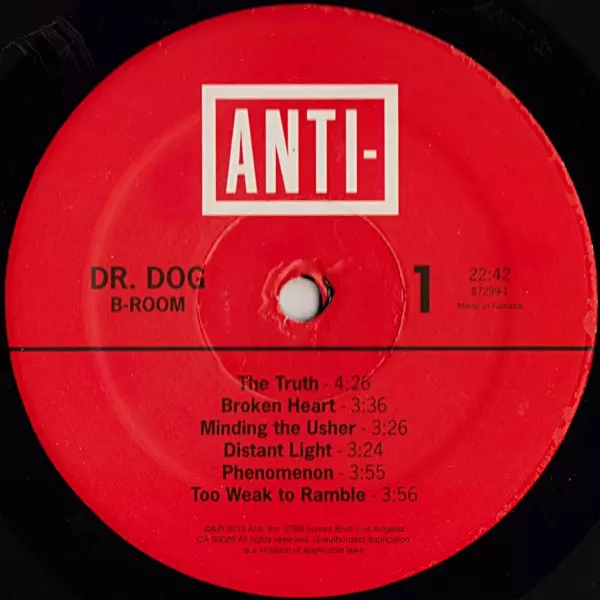 ANTI-
DR. DOG
B-ROOM
1
22:42
87299-1
Made in Canada
The Truth - 4:26
Broken Heart - 3:36
Minding the Usher - 3:26
Distant Light - 3:24
Phenomenon - 3:55
Too Weak to Ramble - 3:56
©&℗ 2013 Anti, Inc. 2798 Sunset Blvd, Los Angeles,
CA 90026 All rights reserved. Unauthorized duplication
is a violation of applicable laws.